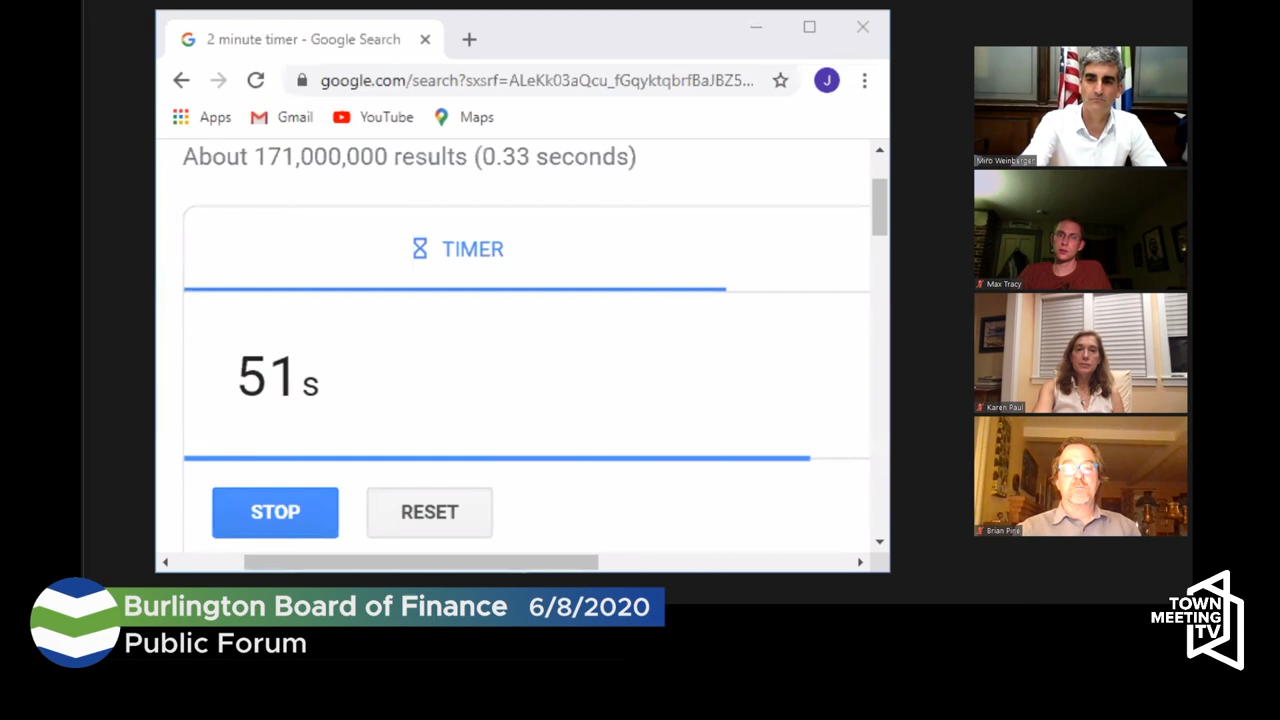 2 minute timer - Google Search
google.com/search?sxsrf=ALeKk03aQcu_fGqyktqbrfBaJBZ5...
J
Apps Gmail YouTube Maps
About 171,000,000 results (0.33 seconds)
TIMER
51 s
STOP RESET
Miro Weinberger
Max Tracy
Karen Paul
Brian Pine
Burlington Board of Finance 6/8/2020
Public Forum
TOWN
MEETING
TV